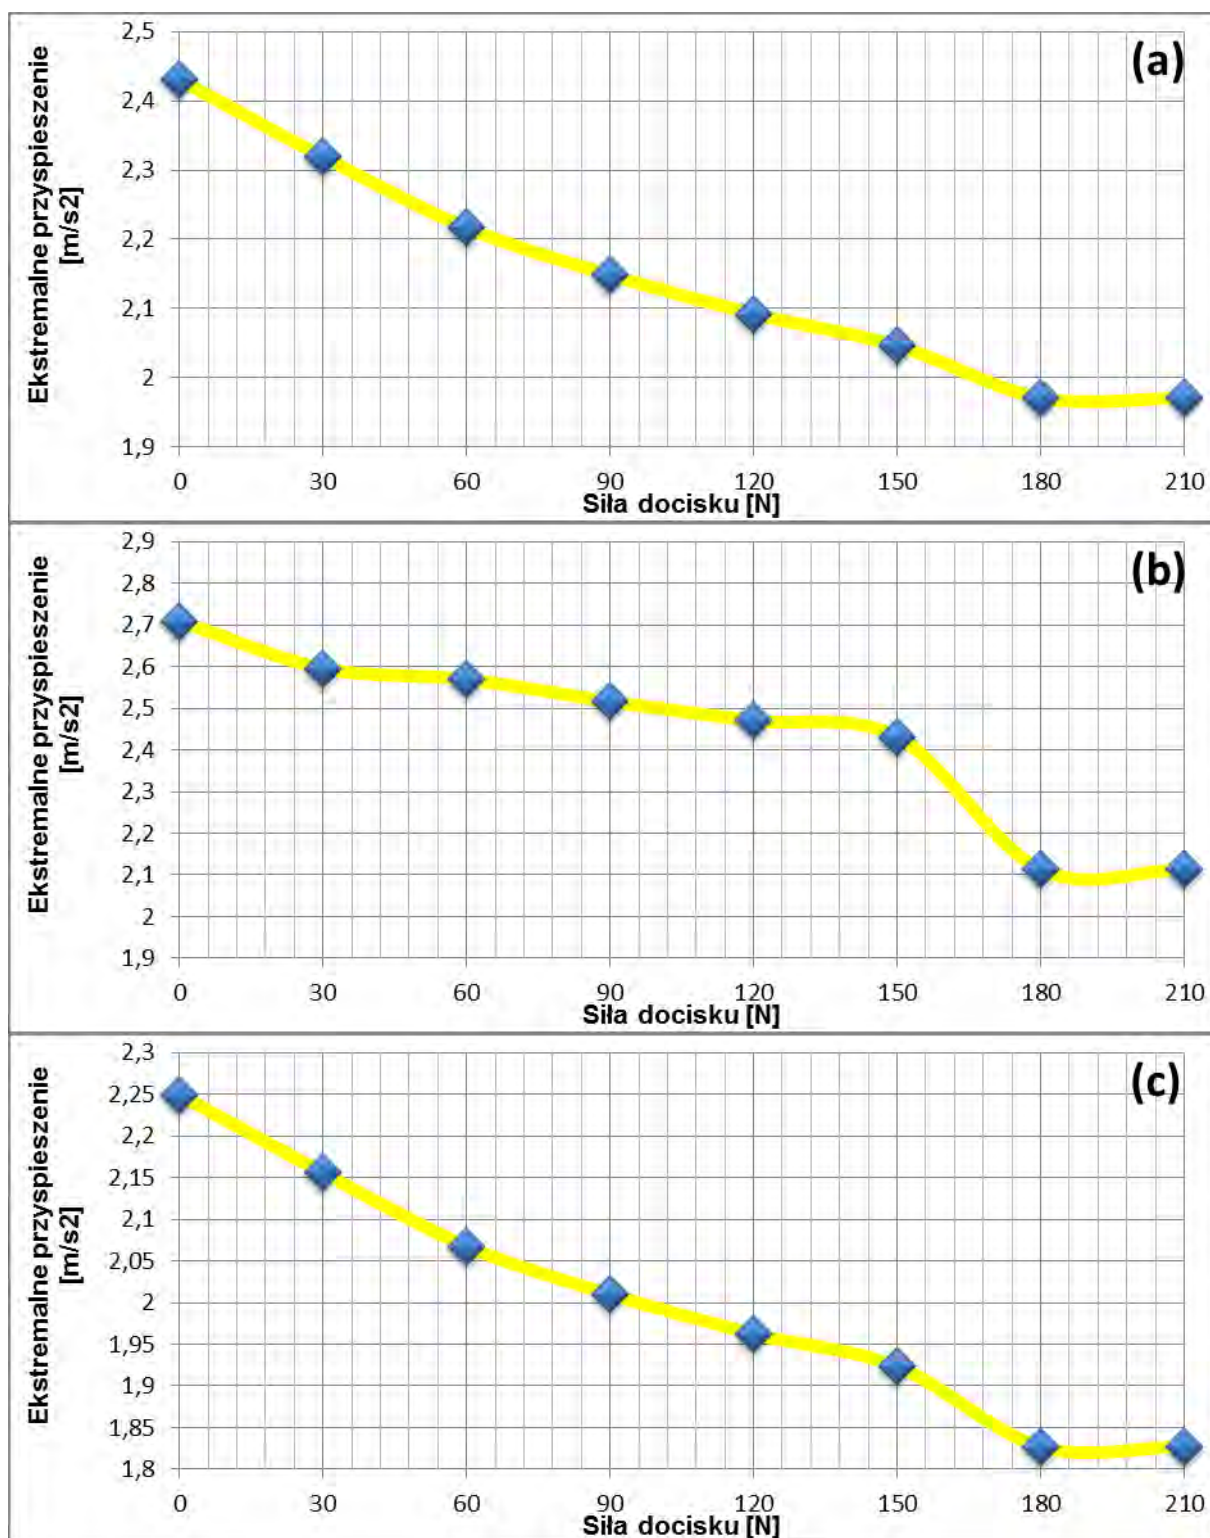 (a)
Ekstremalne przyspieszenie
[m/s2]
2,5
2,4
2,3
2,2
2,1
2
1,9
0 30 60 90 120 150 180 210
Siła docisku [N]
(b)
Ekstremalne przyspieszenie
[m/s2]
2,9
2,8
2,7
2,6
2,5
2,4
2,3
2,2
2,1
2
1,9
0 30 60 90 120 150 180 210
Siła docisku [N]
(c)
Ekstremalne przyspieszenie
[m/s2]
2,3
2,25
2,2
2,15
2,1
2,05
2
1,95
1,9
1,85
1,8
0 30 60 90 120 150 180 210
Siła docisku [N]